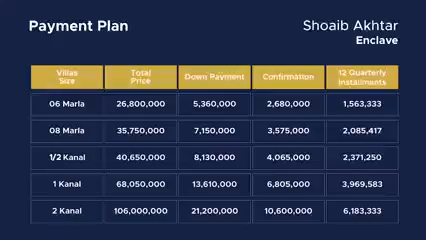 Payment Plan
Shoaib Akhtar
Enclave
Villas Size Total Price Down Payment Confirmation 12 Quarterly Installments
06 Marla 26,800,000 5,360,000 2,680,000 1,563,333
08 Marla 35,750,000 7,150,000 3,575,000 2,085,417
1/2 Kanal 40,650,000 8,130,000 4,065,000 2,371,250
1 Kanal 68,050,000 13,610,000 6,805,000 3,969,583
2 Kanal 106,000,000 21,200,000 10,600,000 6,183,333